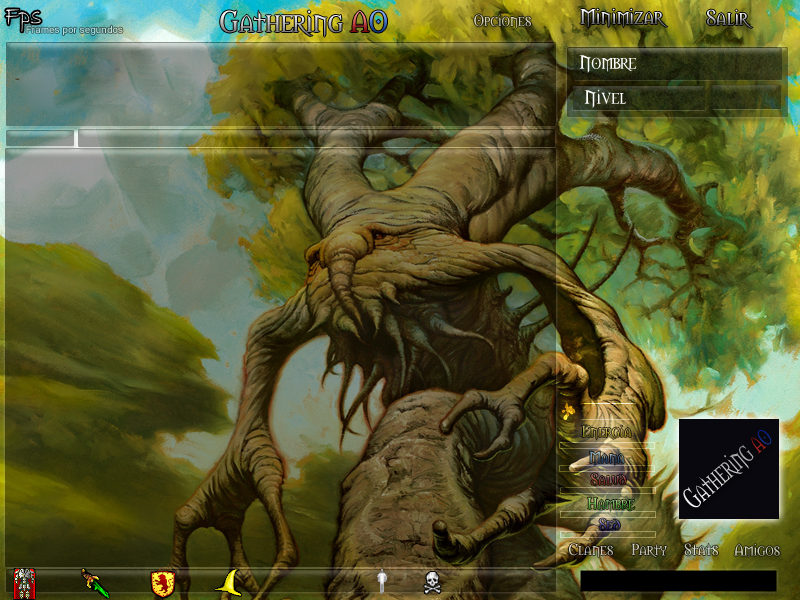 FPS
Frames por segundos
Gathering AO
Opciones
Minimizar
Salir
Nombre
Nivel
Energia
Mana
Salud
Hambre
Sed
Gathering AO
Clanes
Party
Stats
Amigos